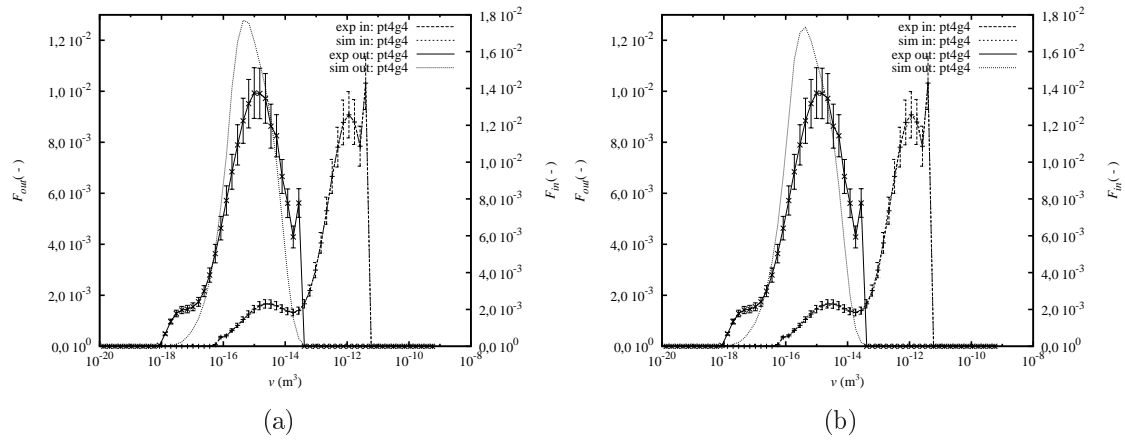 1,2 10⁻²
1,0 10⁻²
8,0 10⁻³
6,0 10⁻³
4,0 10⁻³
2,0 10⁻³
0,0 10⁰
F_out(-)
exp in: pt4g4
sim in: pt4g4
exp out: pt4g4
sim out: pt4g4
1,8 10⁻²
1,6 10⁻²
1,4 10⁻²
1,2 10⁻²
1,0 10⁻²
8,0 10⁻³
6,0 10⁻³
4,0 10⁻³
2,0 10⁻³
0,0 10⁰
F_in(-)
10⁻²⁰ 10⁻¹⁸ 10⁻¹⁶ 10⁻¹⁴ 10⁻¹² 10⁻¹⁰ 10⁻⁸
v (m³)
(a)
1,2 10⁻²
1,0 10⁻²
8,0 10⁻³
6,0 10⁻³
4,0 10⁻³
2,0 10⁻³
0,0 10⁰
F_out(-)
exp in: pt4g4
sim in: pt4g4
exp out: pt4g4
sim out: pt4g4
1,8 10⁻²
1,6 10⁻²
1,4 10⁻²
1,2 10⁻²
1,0 10⁻²
8,0 10⁻³
6,0 10⁻³
4,0 10⁻³
2,0 10⁻³
0,0 10⁰
F_in(-)
10⁻²⁰ 10⁻¹⁸ 10⁻¹⁶ 10⁻¹⁴ 10⁻¹² 10⁻¹⁰ 10⁻⁸
v (m³)
(b)